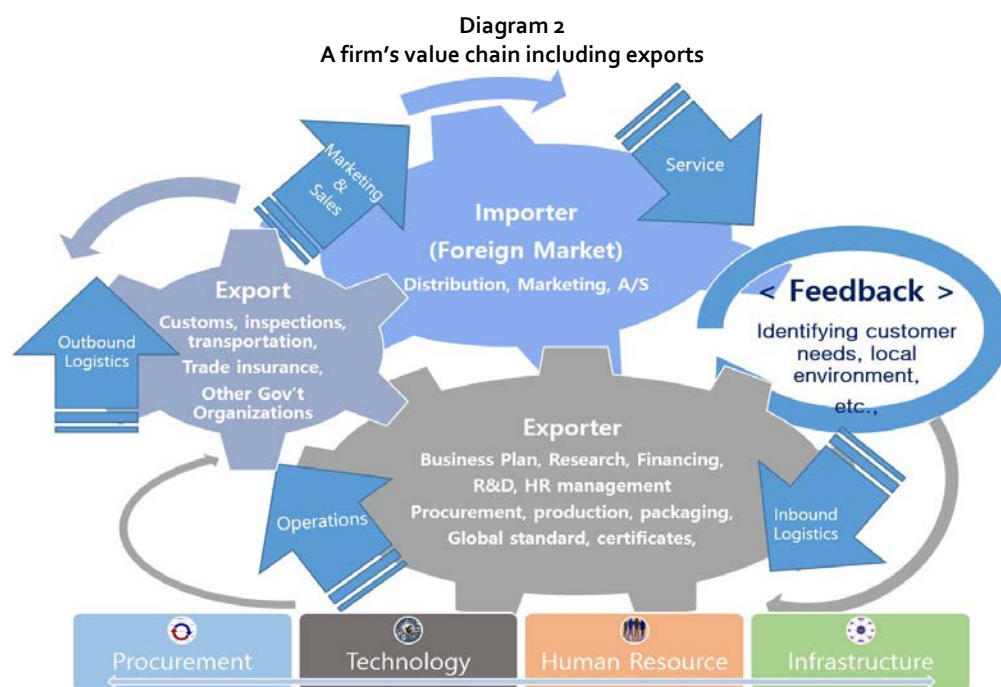 Diagram 2
A firm's value chain including exports
Marketing
&
Sales
Service
Importer
(Foreign Market)
Distribution, Marketing, A/S
Export
Customs, inspections,
transportation,
Trade insurance,
Other Gov't
Organizations
Outbound
Logistics
< Feedback >
Identifying customer
needs, local
environment,
etc.,
Exporter
Business Plan, Research, Financing,
R&D, HR management
Procurement, production, packaging,
Global standard, certificates,
Operations
Inbound
Logistics
Procurement
Technology
Human Resource
Infrastructure